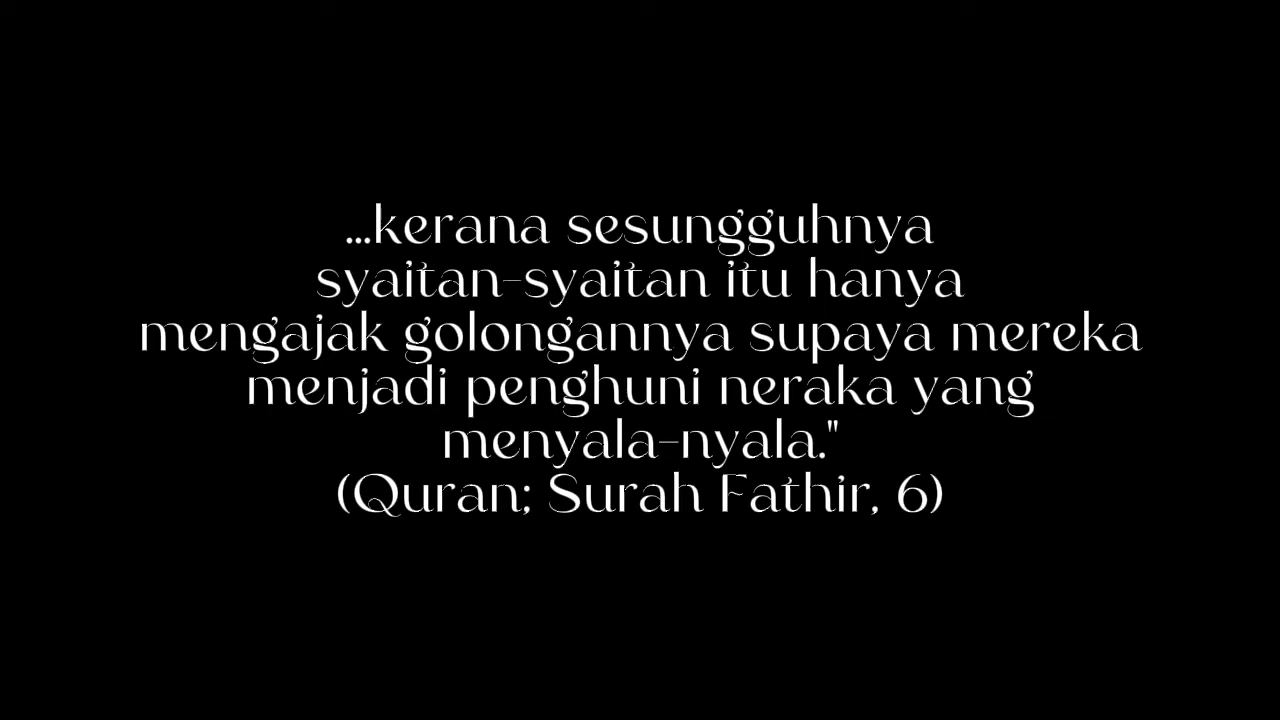 ...kerana sesungguhnya
syaitan-syaitan itu hanya
mengajak golongannya supaya mereka
menjadi penghuni neraka yang
menyala-nyala."
(Quran; Surah Fathir, 6)